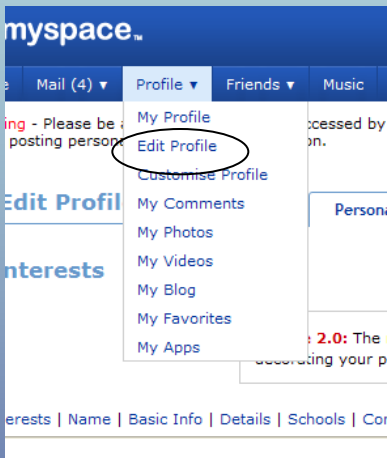 myspace™
Mail (4) ▾ Profile ▾ Friends ▾ Music
My Profile
Edit Profile
Customise Profile
My Comments
My Photos
My Videos
My Blog
My Favorites
My Apps
ing - Please be ccessed by
posting person n.
Edit Profil
Persona
nterests
2.0: The
decorating your p
erests | Name | Basic Info | Details | Schools | Co